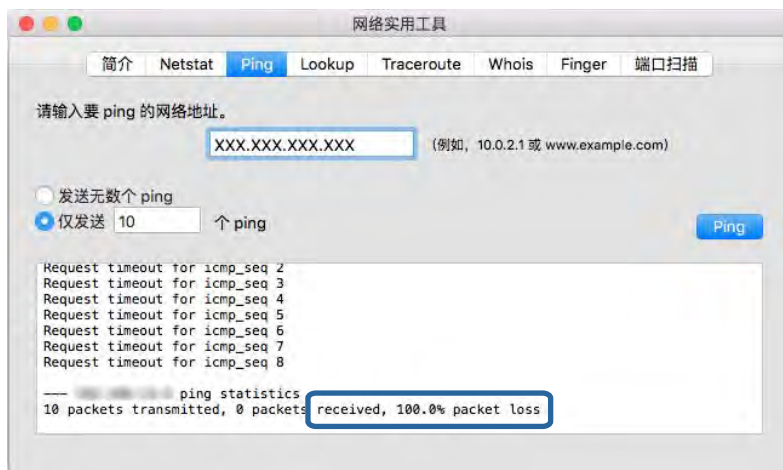 网络实用工具
简介 Netstat Ping Lookup Traceroute Whois Finger 端口扫描
请输入要 ping 的网络地址。
XXX.XXX.XXX.XXX (例如，10.0.2.1 或 www.example.com)
发送无数个 ping
仅发送 10 个 ping
Ping
Request timeout for icmp_seq 2
Request timeout for icmp_seq 3
Request timeout for icmp_seq 4
Request timeout for icmp_seq 5
Request timeout for icmp_seq 6
Request timeout for icmp_seq 7
Request timeout for icmp_seq 8
--- ping statistics
10 packets transmitted, 0 packets received, 100.0% packet loss